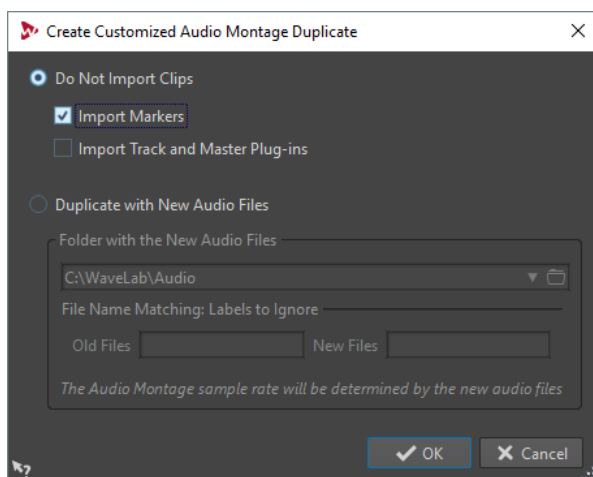 Create Customized Audio Montage Duplicate
Do Not Import Clips
Import Markers
Import Track and Master Plug-ins
Duplicate with New Audio Files
Folder with the New Audio Files
C:\WaveLab\Audio
File Name Matching: Labels to Ignore
Old Files New Files
The Audio Montage sample rate will be determined by the new audio files
OK Cancel
?